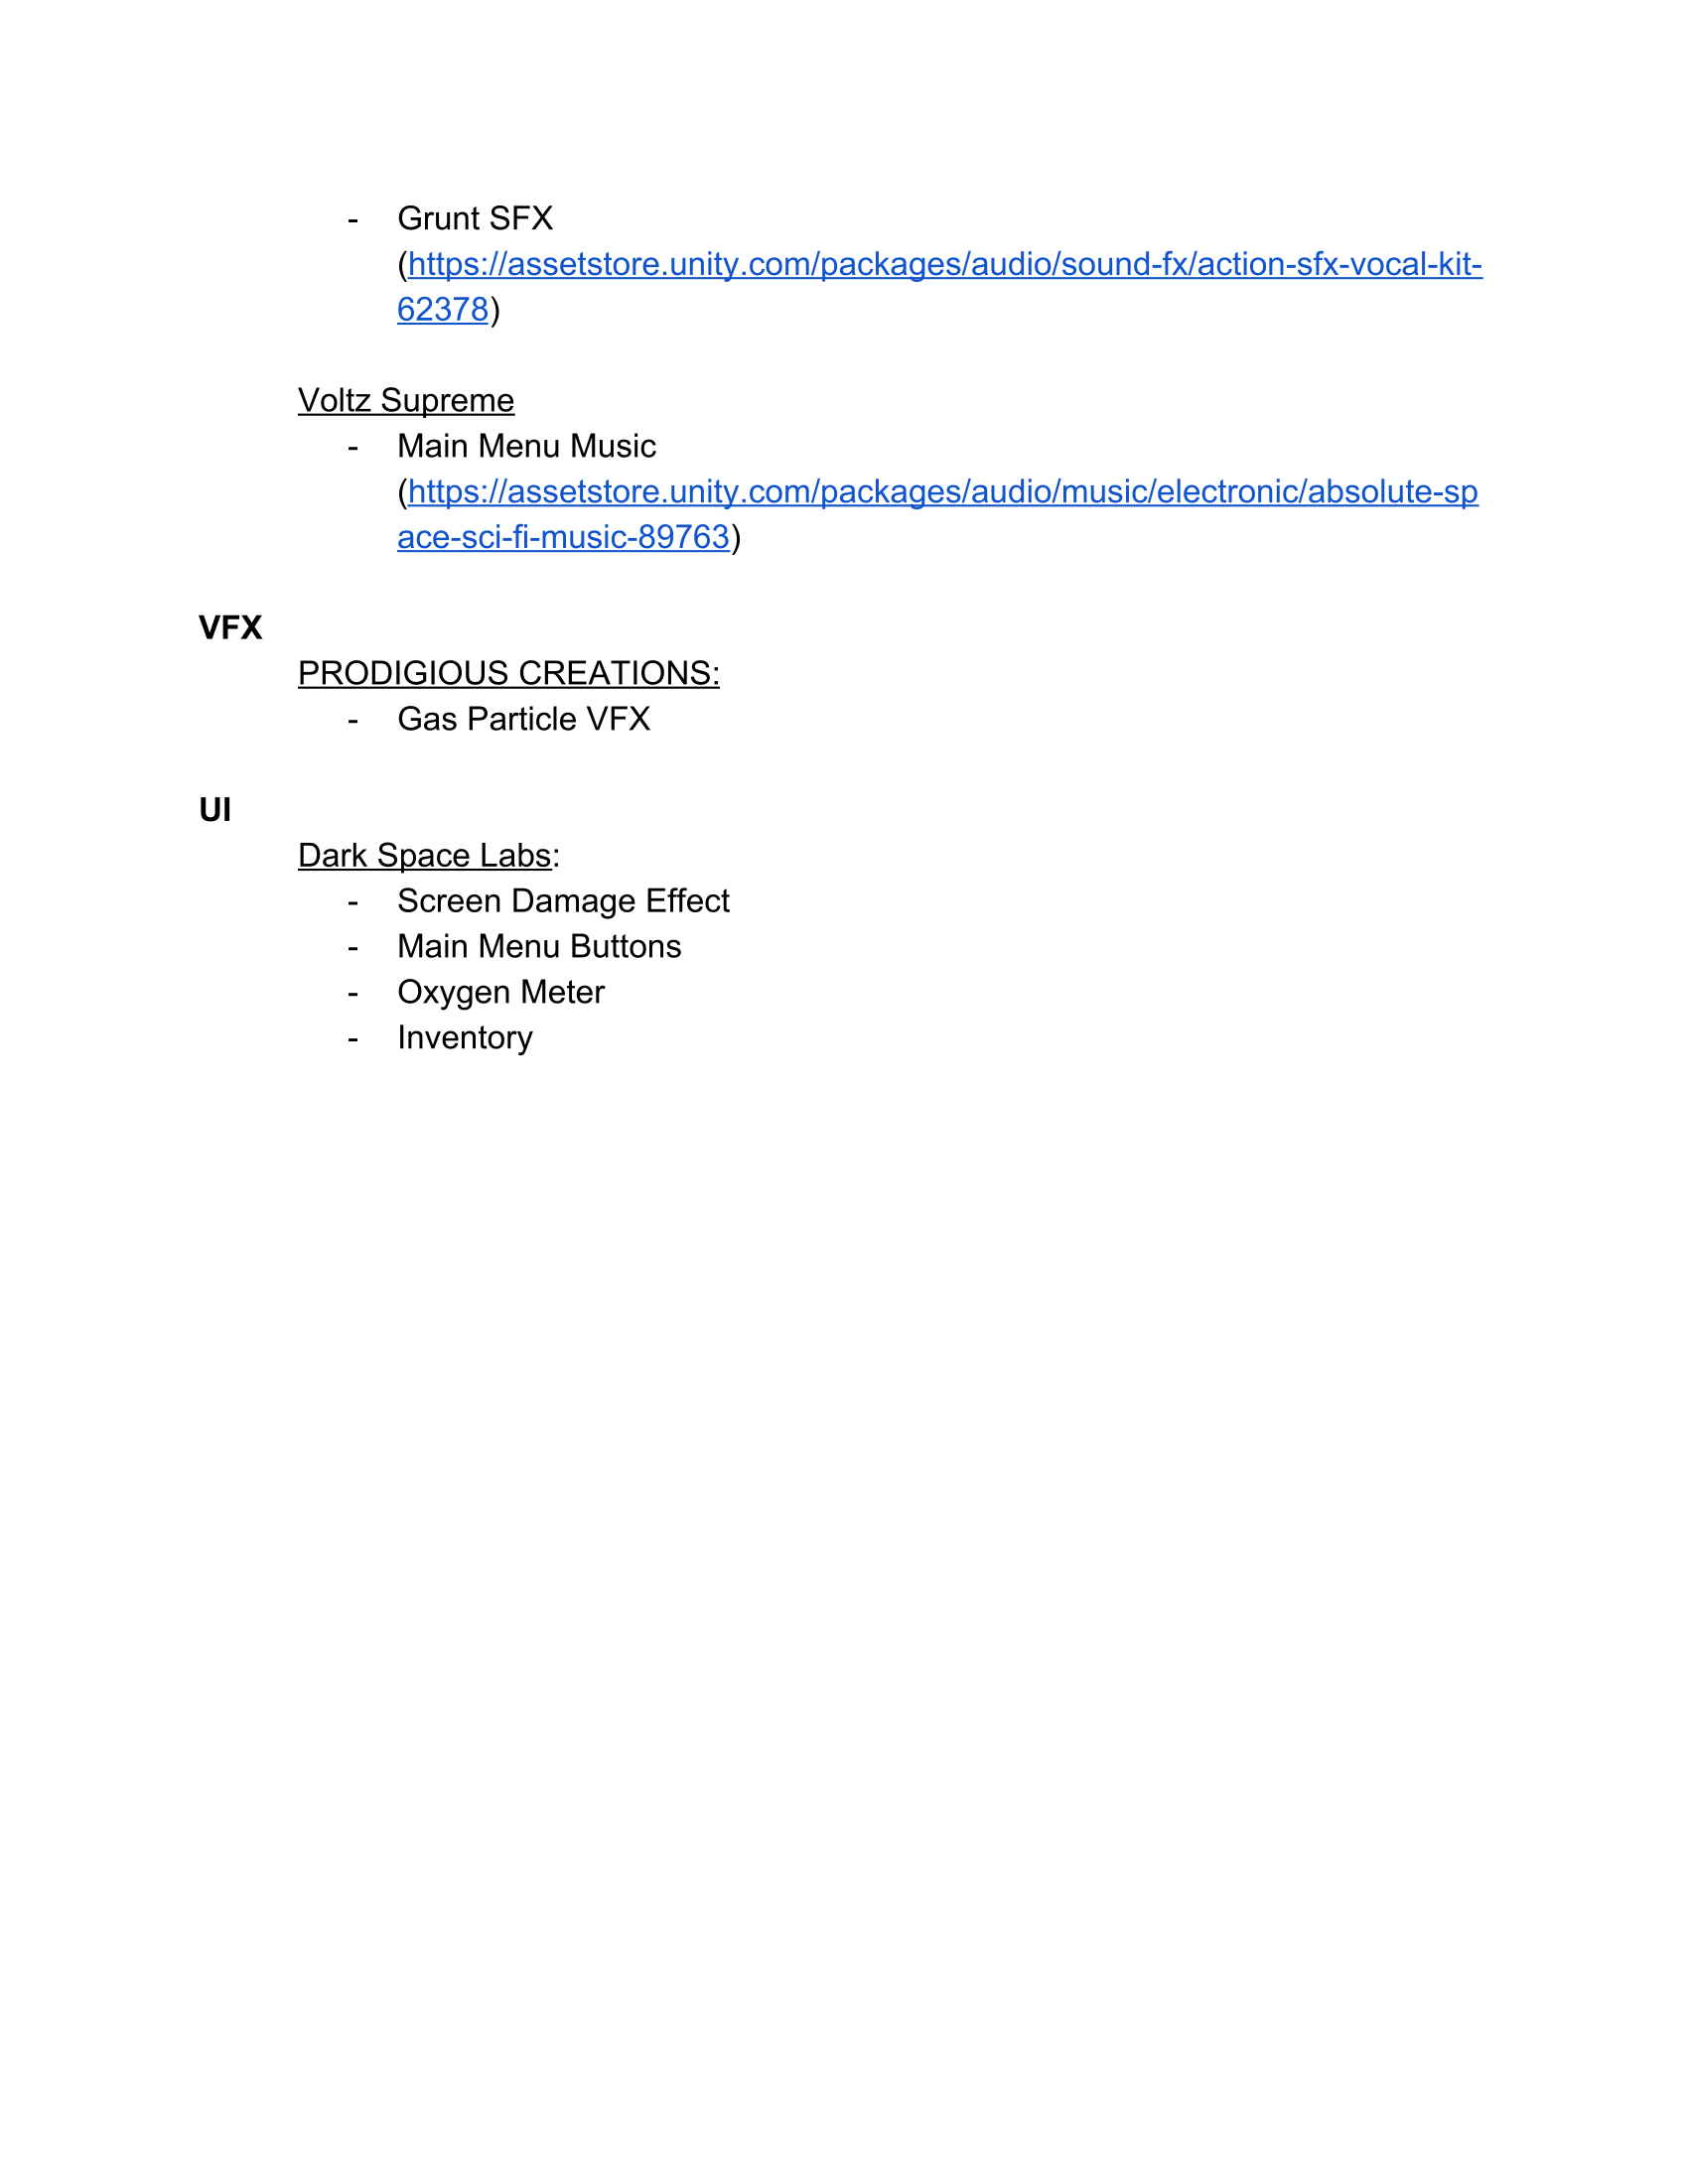 - Grunt SFX
(https://assetstore.unity.com/packages/audio/sound-fx/action-sfx-vocal-kit-
62378)
Voltz Supreme
- Main Menu Music
(https://assetstore.unity.com/packages/audio/music/electronic/absolute-sp
ace-sci-fi-music-89763)
VFX
PRODIGIOUS CREATIONS:
- Gas Particle VFX
UI
Dark Space Labs:
- Screen Damage Effect
- Main Menu Buttons
- Oxygen Meter
- Inventory